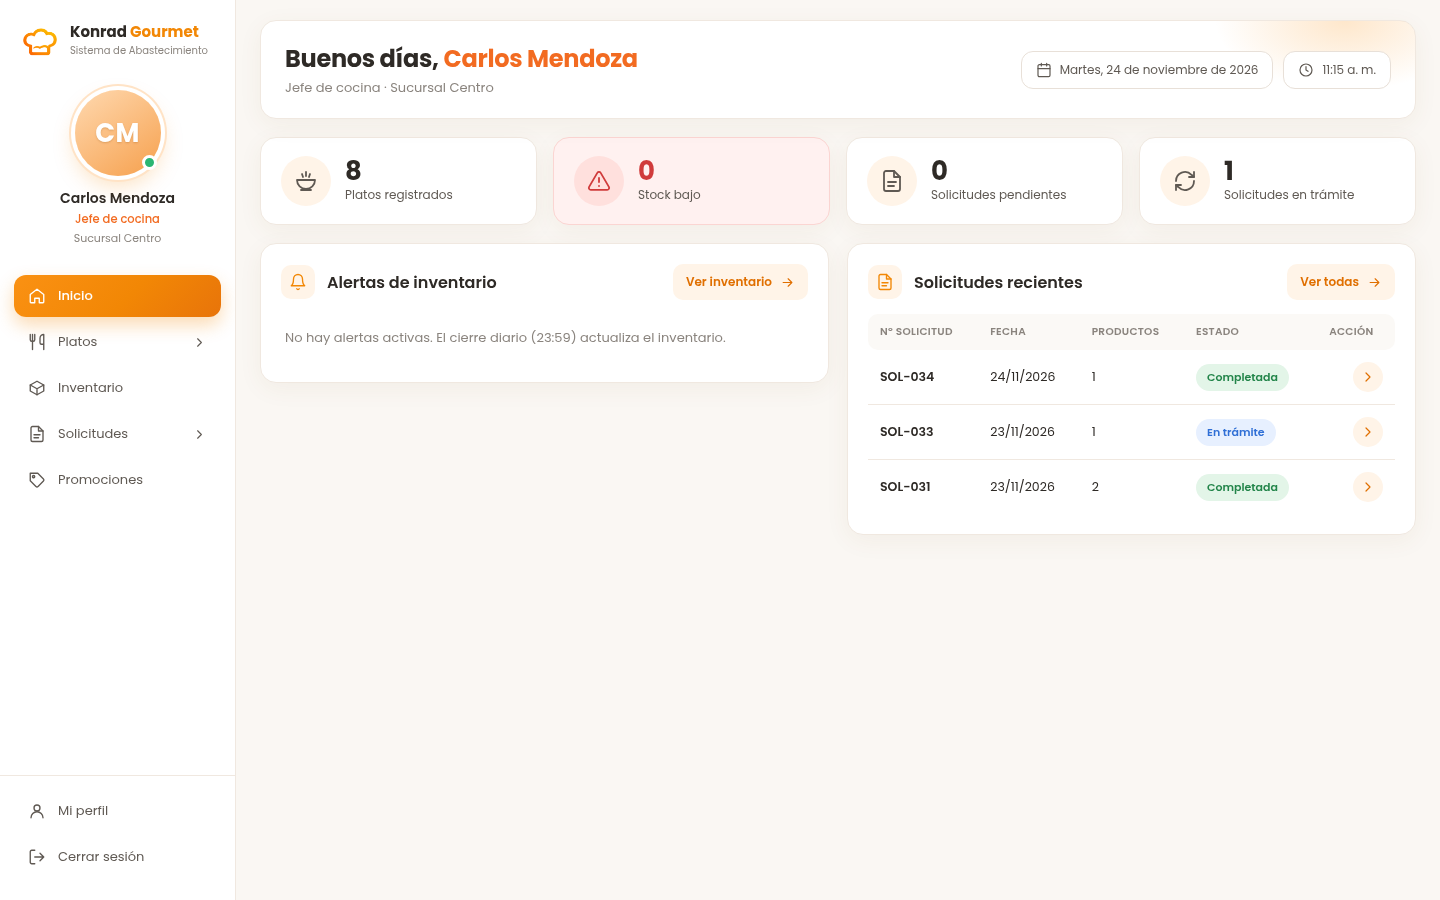 Konrad Gourmet
Sistema de Abastecimiento
CM
Carlos Mendoza
Jefe de cocina
Sucursal Centro
Inicio
Platos
Inventario
Solicitudes
Promociones
Mi perfil
Cerrar sesión
Buenos días, Carlos Mendoza
Jefe de cocina · Sucursal Centro
Martes, 24 de noviembre de 2026
11:15 a. m.
8
Platos registrados
0
Stock bajo
0
Solicitudes pendientes
1
Solicitudes en trámite
Alertas de inventario
Ver inventario →
No hay alertas activas. El cierre diario (23:59) actualiza el inventario.
Solicitudes recientes
Ver todas →
Nº SOLICITUD FECHA PRODUCTOS ESTADO ACCIÓN
SOL-034 24/11/2026 1 Completada
SOL-033 23/11/2026 1 En trámite
SOL-031 23/11/2026 2 Completada